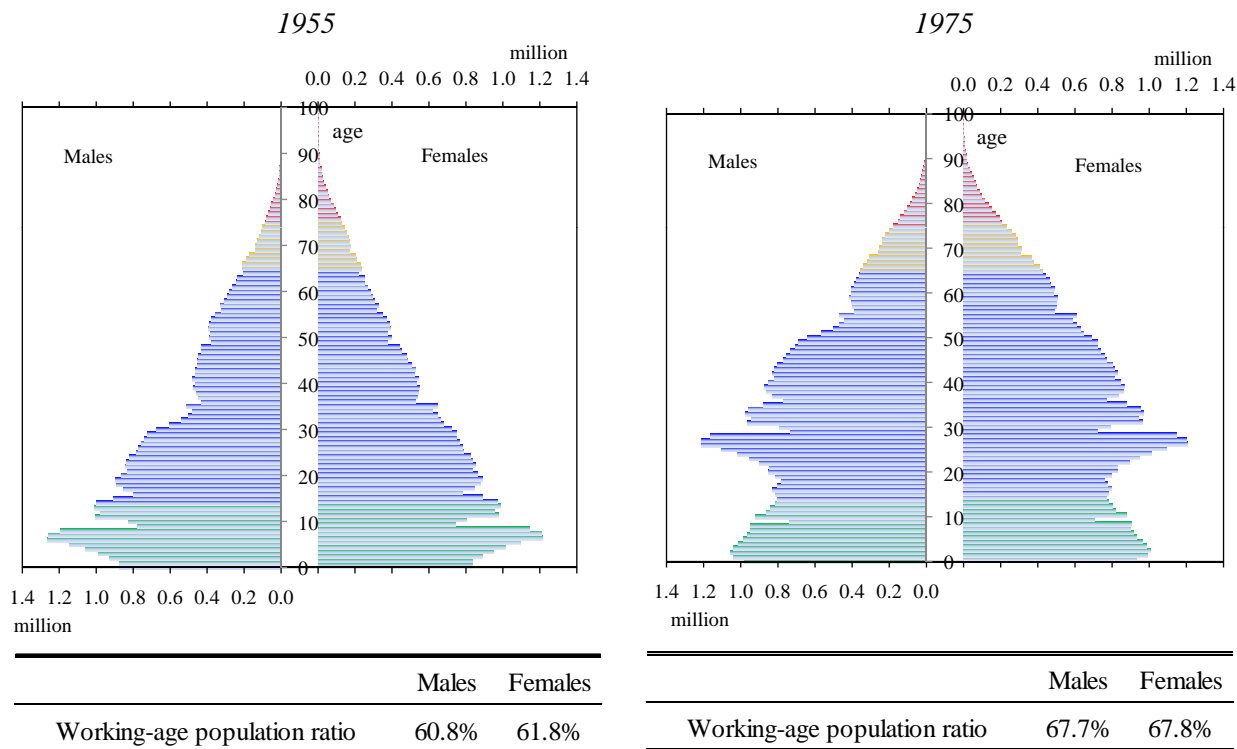 1955
million
0.0 0.2 0.4 0.6 0.8 1.0 1.2 1.4
100
age
Males
Females
90
80
70
60
50
40
30
20
10
0
1.4 1.2 1.0 0.8 0.6 0.4 0.2 0.0
million
Males Females
Working-age population ratio 60.8% 61.8%
1975
million
0.0 0.2 0.4 0.6 0.8 1.0 1.2 1.4
100
age
Males
Females
90
80
70
60
50
40
30
20
10
0
1.4 1.2 1.0 0.8 0.6 0.4 0.2 0.0
million
Males Females
Working-age population ratio 67.7% 67.8%